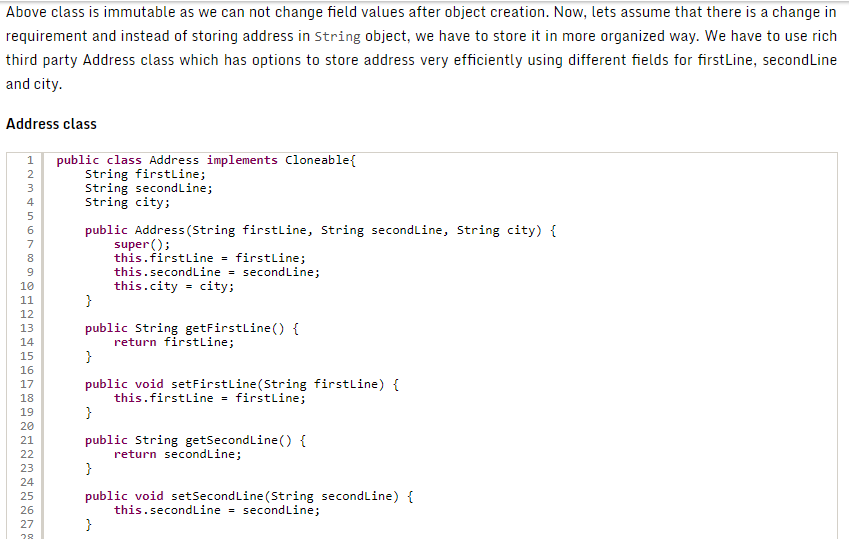 Above class is immutable as we can not change field values after object creation. Now, lets assume that there is a change in
requirement and instead of storing address in String object, we have to store it in more organized way. We have to use rich
third party Address class which has options to store address very efficiently using different fields for firstLine, secondLine
and city.
Address class
1 public class Address implements Cloneable{
2 String firstLine;
3 String secondLine;
4 String city;
5
6 public Address(String firstLine, String secondLine, String city) {
7 super();
8 this.firstLine = firstLine;
9 this.secondLine = secondLine;
10 this.city = city;
11 }
12
13 public String getFirstLine() {
14 return firstLine;
15 }
16
17 public void setFirstLine(String firstLine) {
18 this.firstLine = firstLine;
19 }
20
21 public String getSecondLine() {
22 return secondLine;
23 }
24
25 public void setSecondLine(String secondLine) {
26 this.secondLine = secondLine;
27 }
28